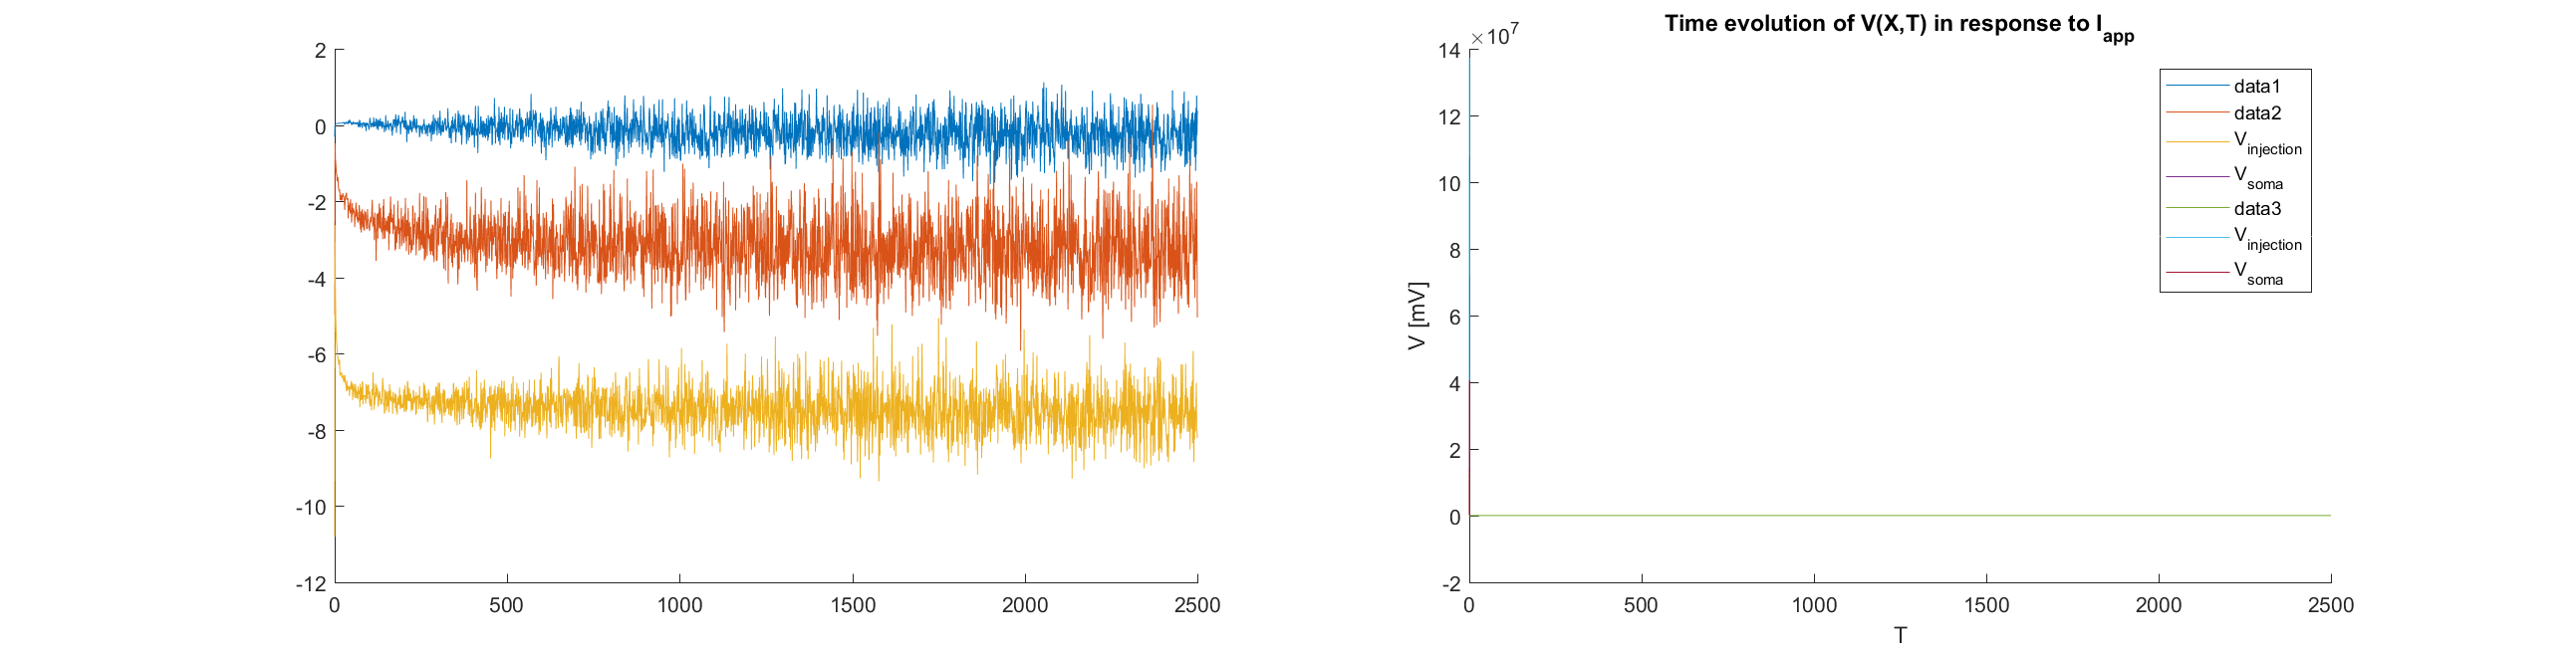 2
0
-2
-4
-6
-8
-10
-12
0 500 1000 1500 2000 2500
Time evolution of V(X,T) in response to I_app
×10^7
14
12
10
8
6
4
2
0
-2
V [mV]
0 500 1000 1500 2000 2500
T
data1
data2
V_injection
V_soma
data3
V_injection
V_soma